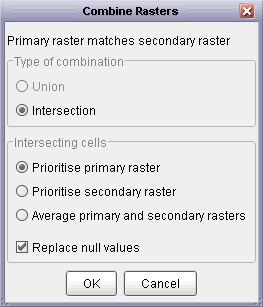 Combine Rasters
Primary raster matches secondary raster
Type of combination
Union
Intersection
Intersecting cells
Prioritise primary raster
Prioritise secondary raster
Average primary and secondary rasters
Replace null values
OK
Cancel